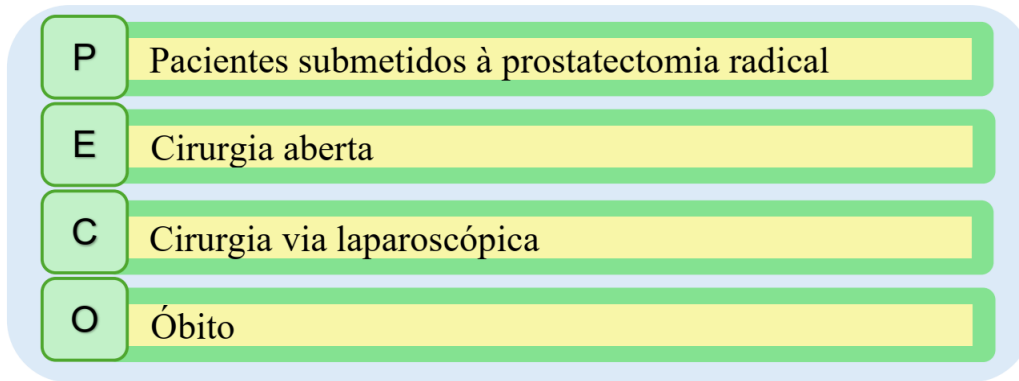 P Pacientes submetidos à prostatectomia radical
E Cirurgia aberta
C Cirurgia via laparoscópica
O Óbito